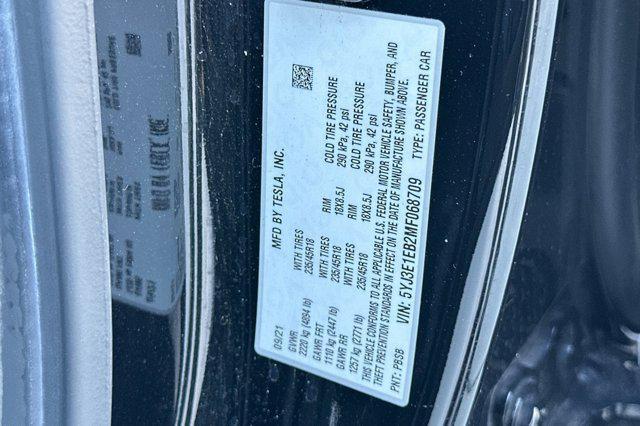 MFD BY TESLA, INC.
09/21
GVWR
2220 kg (4894 lb)
GAWR FRT WITH TIRES RIM COLD TIRE PRESSURE
1110 kg (2447 lb) 235/45R18 18X8.5J 290 kPa, 42 psi
GAWR RR WITH TIRES RIM COLD TIRE PRESSURE
1257 kg (2771 lb) 235/45R18 18X8.5J 290 kPa, 42 psi
THIS VEHICLE CONFORMS TO ALL APPLICABLE U.S. FEDERAL MOTOR VEHICLE SAFETY, BUMPER, AND
THEFT PREVENTION STANDARDS IN EFFECT ON THE DATE OF MANUFACTURE SHOWN ABOVE.
VIN: 5YJ3E1EB2MF068709 TYPE: PASSENGER CAR
PNT: PBSB